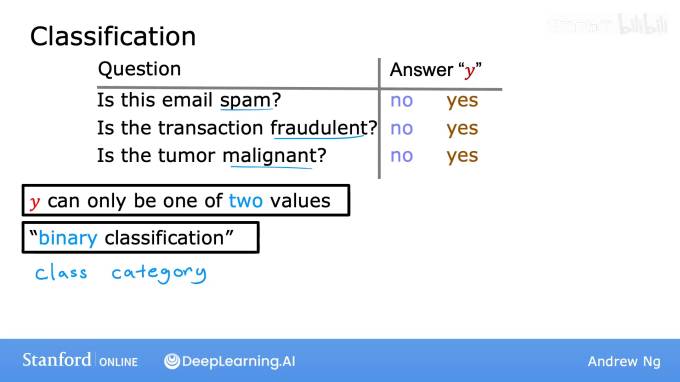 Classification
Question Answer “y”
Is this email spam? no yes
Is the transaction fraudulent? no yes
Is the tumor malignant? no yes
y can only be one of two values
“binary classification”
class category
Stanford ONLINE DeepLearning.AI Andrew Ng
bilibili